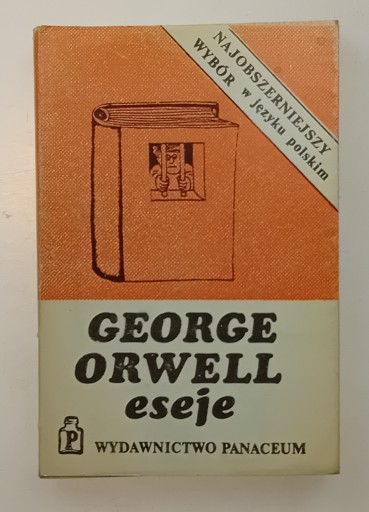 NAJOBSZERNIEJSZY
WYBÓR w języku polskim
GEORGE
ORWELL
eseje
P
WYDAWNICTWO PANACEUM